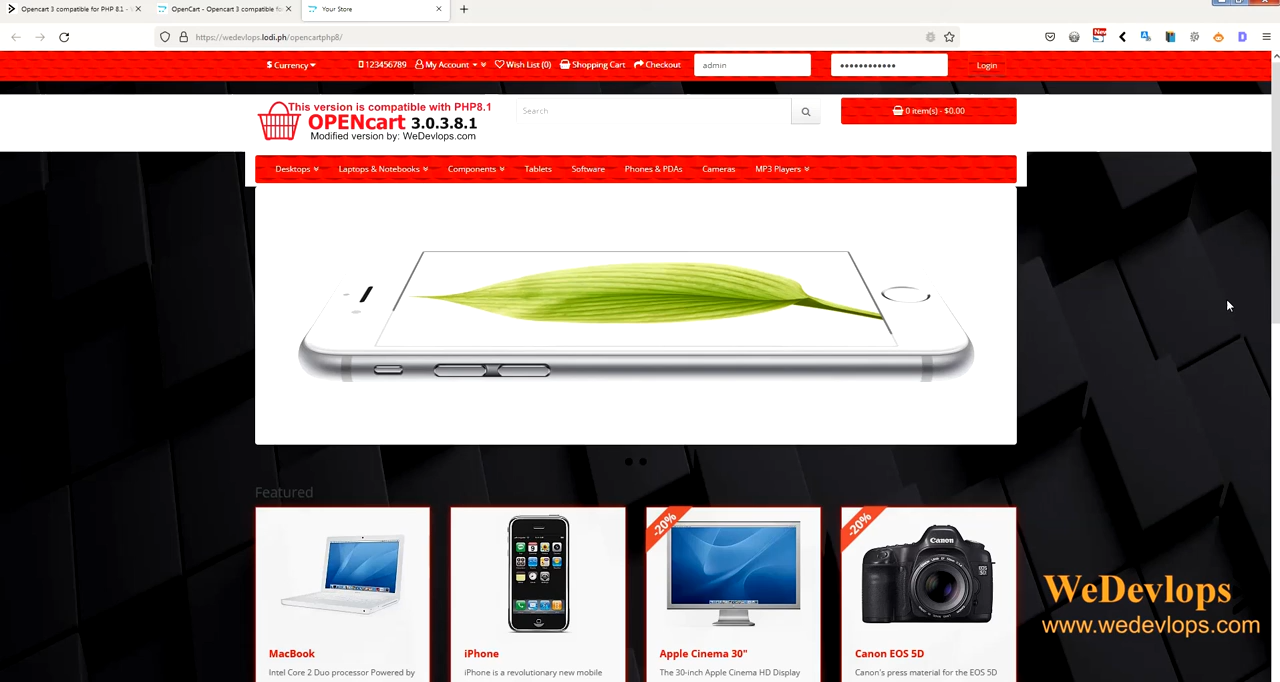 Opencart 3 compatible for PHP 8.1 -
OpenCart - Opencart 3 compatible fo
Your Store
https://wedevlops.lodi.ph/opencartphp8/
New
$ Currency
123456789
My Account
Wish List (0)
Shopping Cart
Checkout
admin
••••••••••••
Login
This version is compatible with PHP8.1
OPENcart 3.0.3.8.1
Modified version by: WeDevlops.com
Search
0 item(s) - $0.00
Desktops
Laptops & Notebooks
Components
Tablets
Software
Phones & PDAs
Cameras
MP3 Players
Featured
-20%
-20%
Canon
MacBook
iPhone
Apple Cinema 30"
Canon EOS 5D
Intel Core 2 Duo processor Powered by
iPhone is a revolutionary new mobile
The 30-inch Apple Cinema HD Display
Canon's press material for the EOS 5D
WeDevlops
www.wedevlops.com